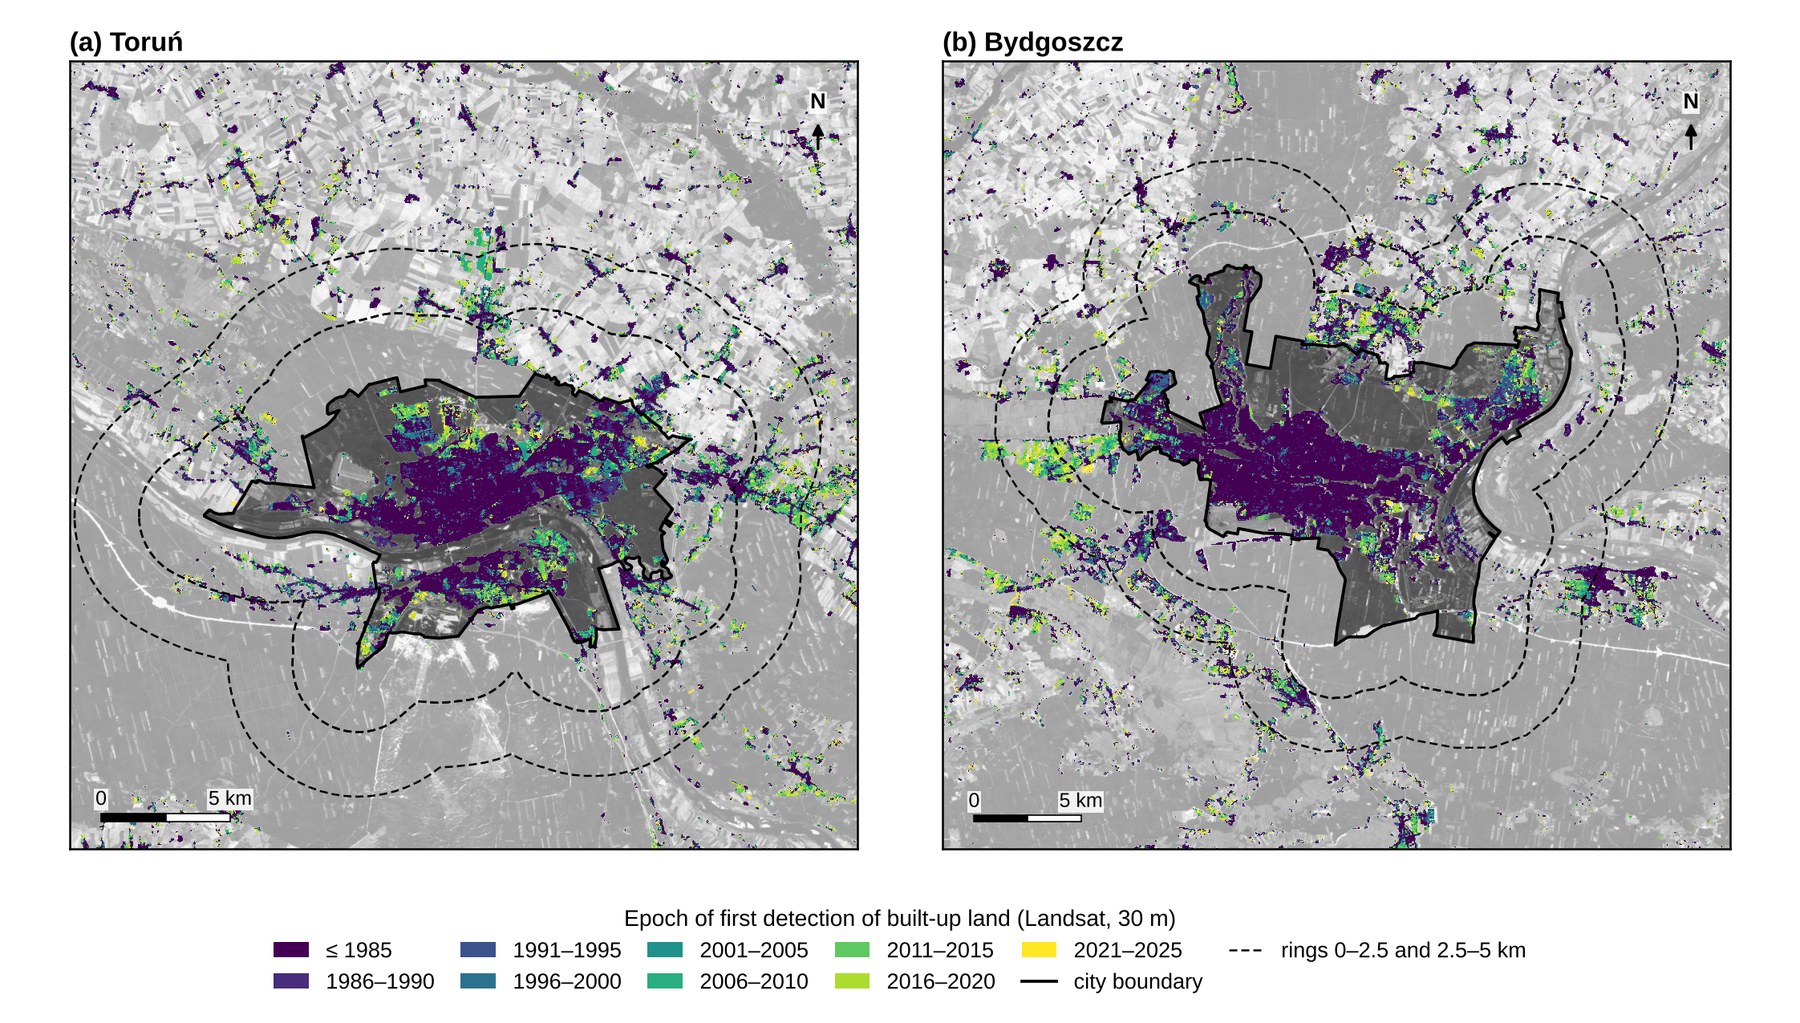 (a) Toruń
(b) Bydgoszcz
N
N
0 5 km
0 5 km
Epoch of first detection of built-up land (Landsat, 30 m)
≤ 1985 1991–1995 2001–2005 2011–2015 2021–2025 rings 0–2.5 and 2.5–5 km
1986–1990 1996–2000 2006–2010 2016–2020 city boundary